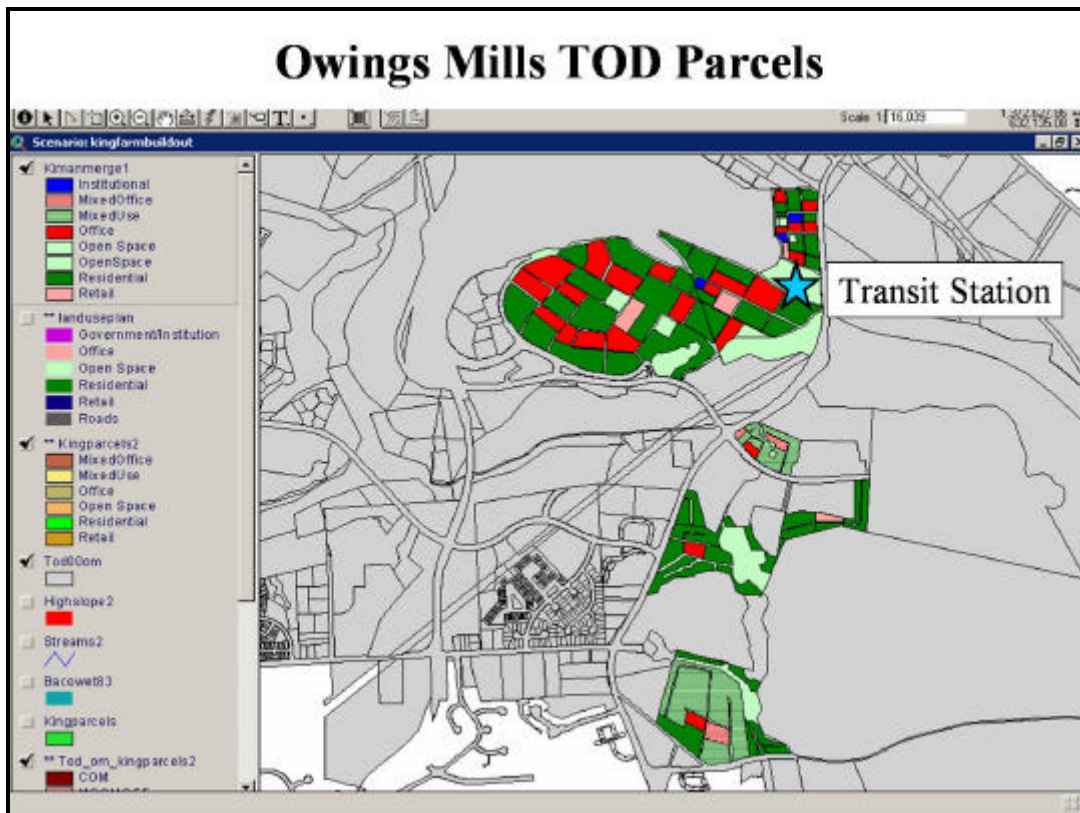 Owings Mills TOD Parcels
Scale 1: 16,039
Scenario: kingfarmbuildout
Kimanmerge1
Institutional
MixedOffice
MixedUse
Office
Open Space
OpenSpace
Residential
Retail
** landuseplan
Government/Institution
Office
Open Space
Residential
Retail
Roads
** Kingparcels2
MixedOffice
MixedUse
Office
Open Space
Residential
Retail
Tod00om
Highslope2
Streams2
Bacowet83
Kingparcels
** Tod_om_kingparcels2
COM
Transit Station